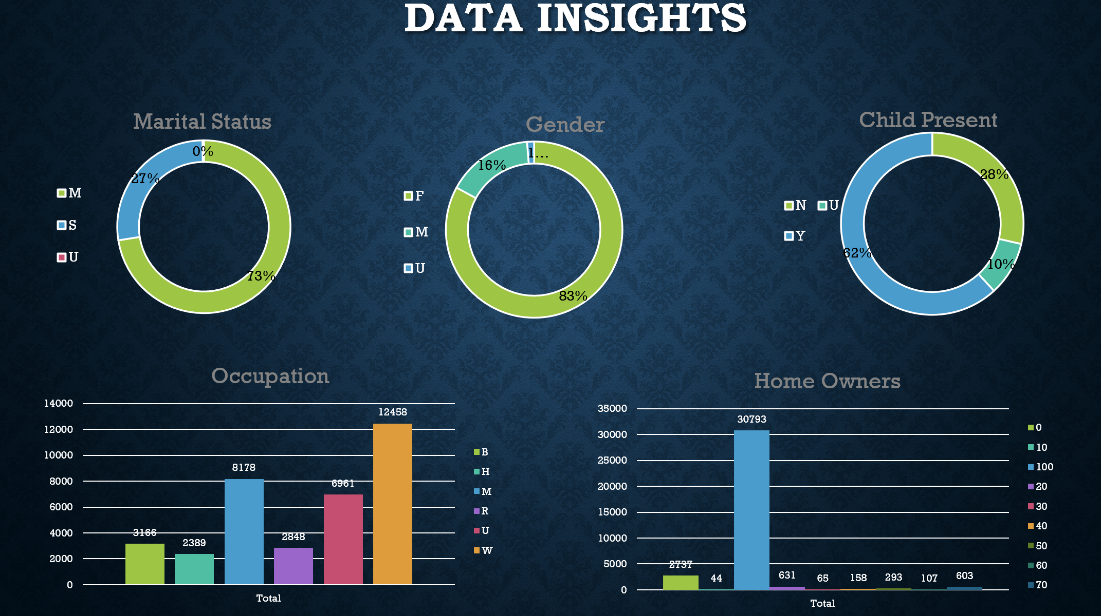 DATA INSIGHTS
Marital Status
0%
27%
73%
M
S
U
Gender
1...
16%
83%
F
M
U
Child Present
28%
10%
62%
N U
Y
Occupation
14000
12000
10000
8000
6000
4000
2000
0
3166
2389
8178
2848
6961
12458
Total
B
H
M
R
U
W
Home Owners
35000
30000
25000
20000
15000
10000
5000
0
2737
44
30793
631
65
158
293
107
603
Total
0
10
100
20
30
40
50
60
70